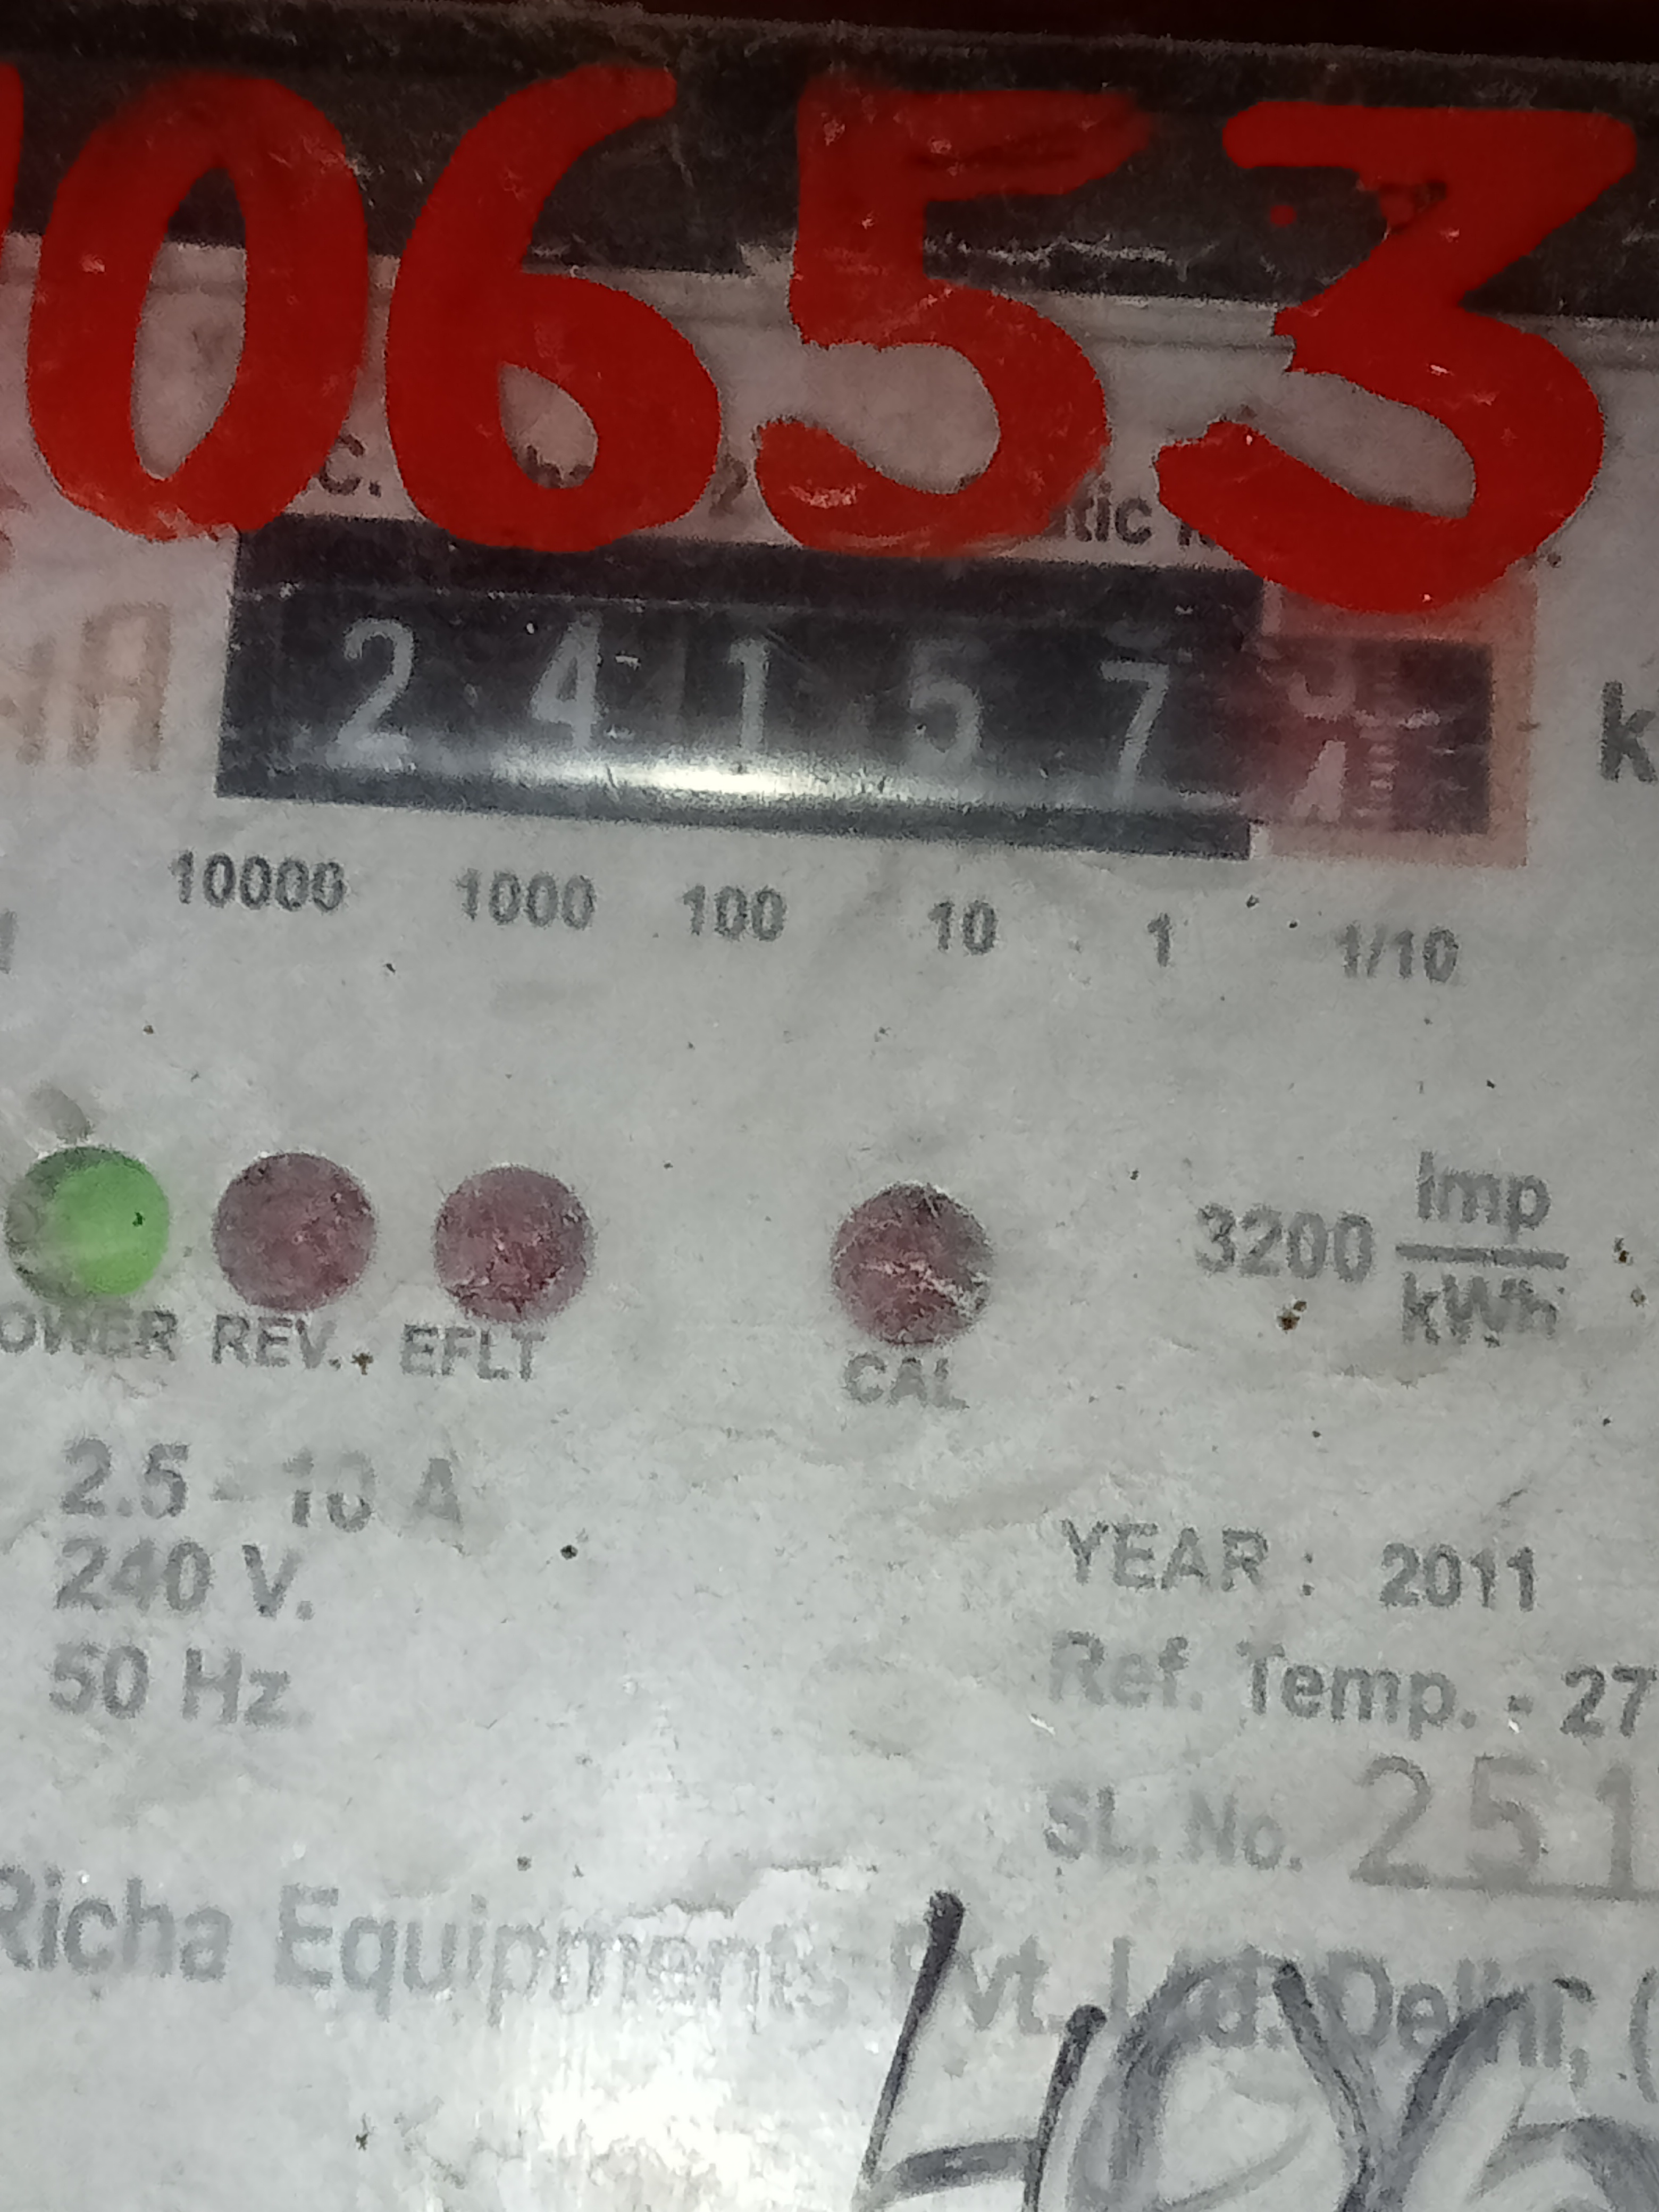 0653
2 4 1 5 7
10000 1000 100 10 1 1/10
3200 Imp
kWh
OWER REV. EFLT CAL
2.5 - 10 A
240 V.
50 Hz.
YEAR : 2011
Ref. Temp. - 27
SL. No. 251
Richa Equipments Pvt. Ltd. Delhi, (